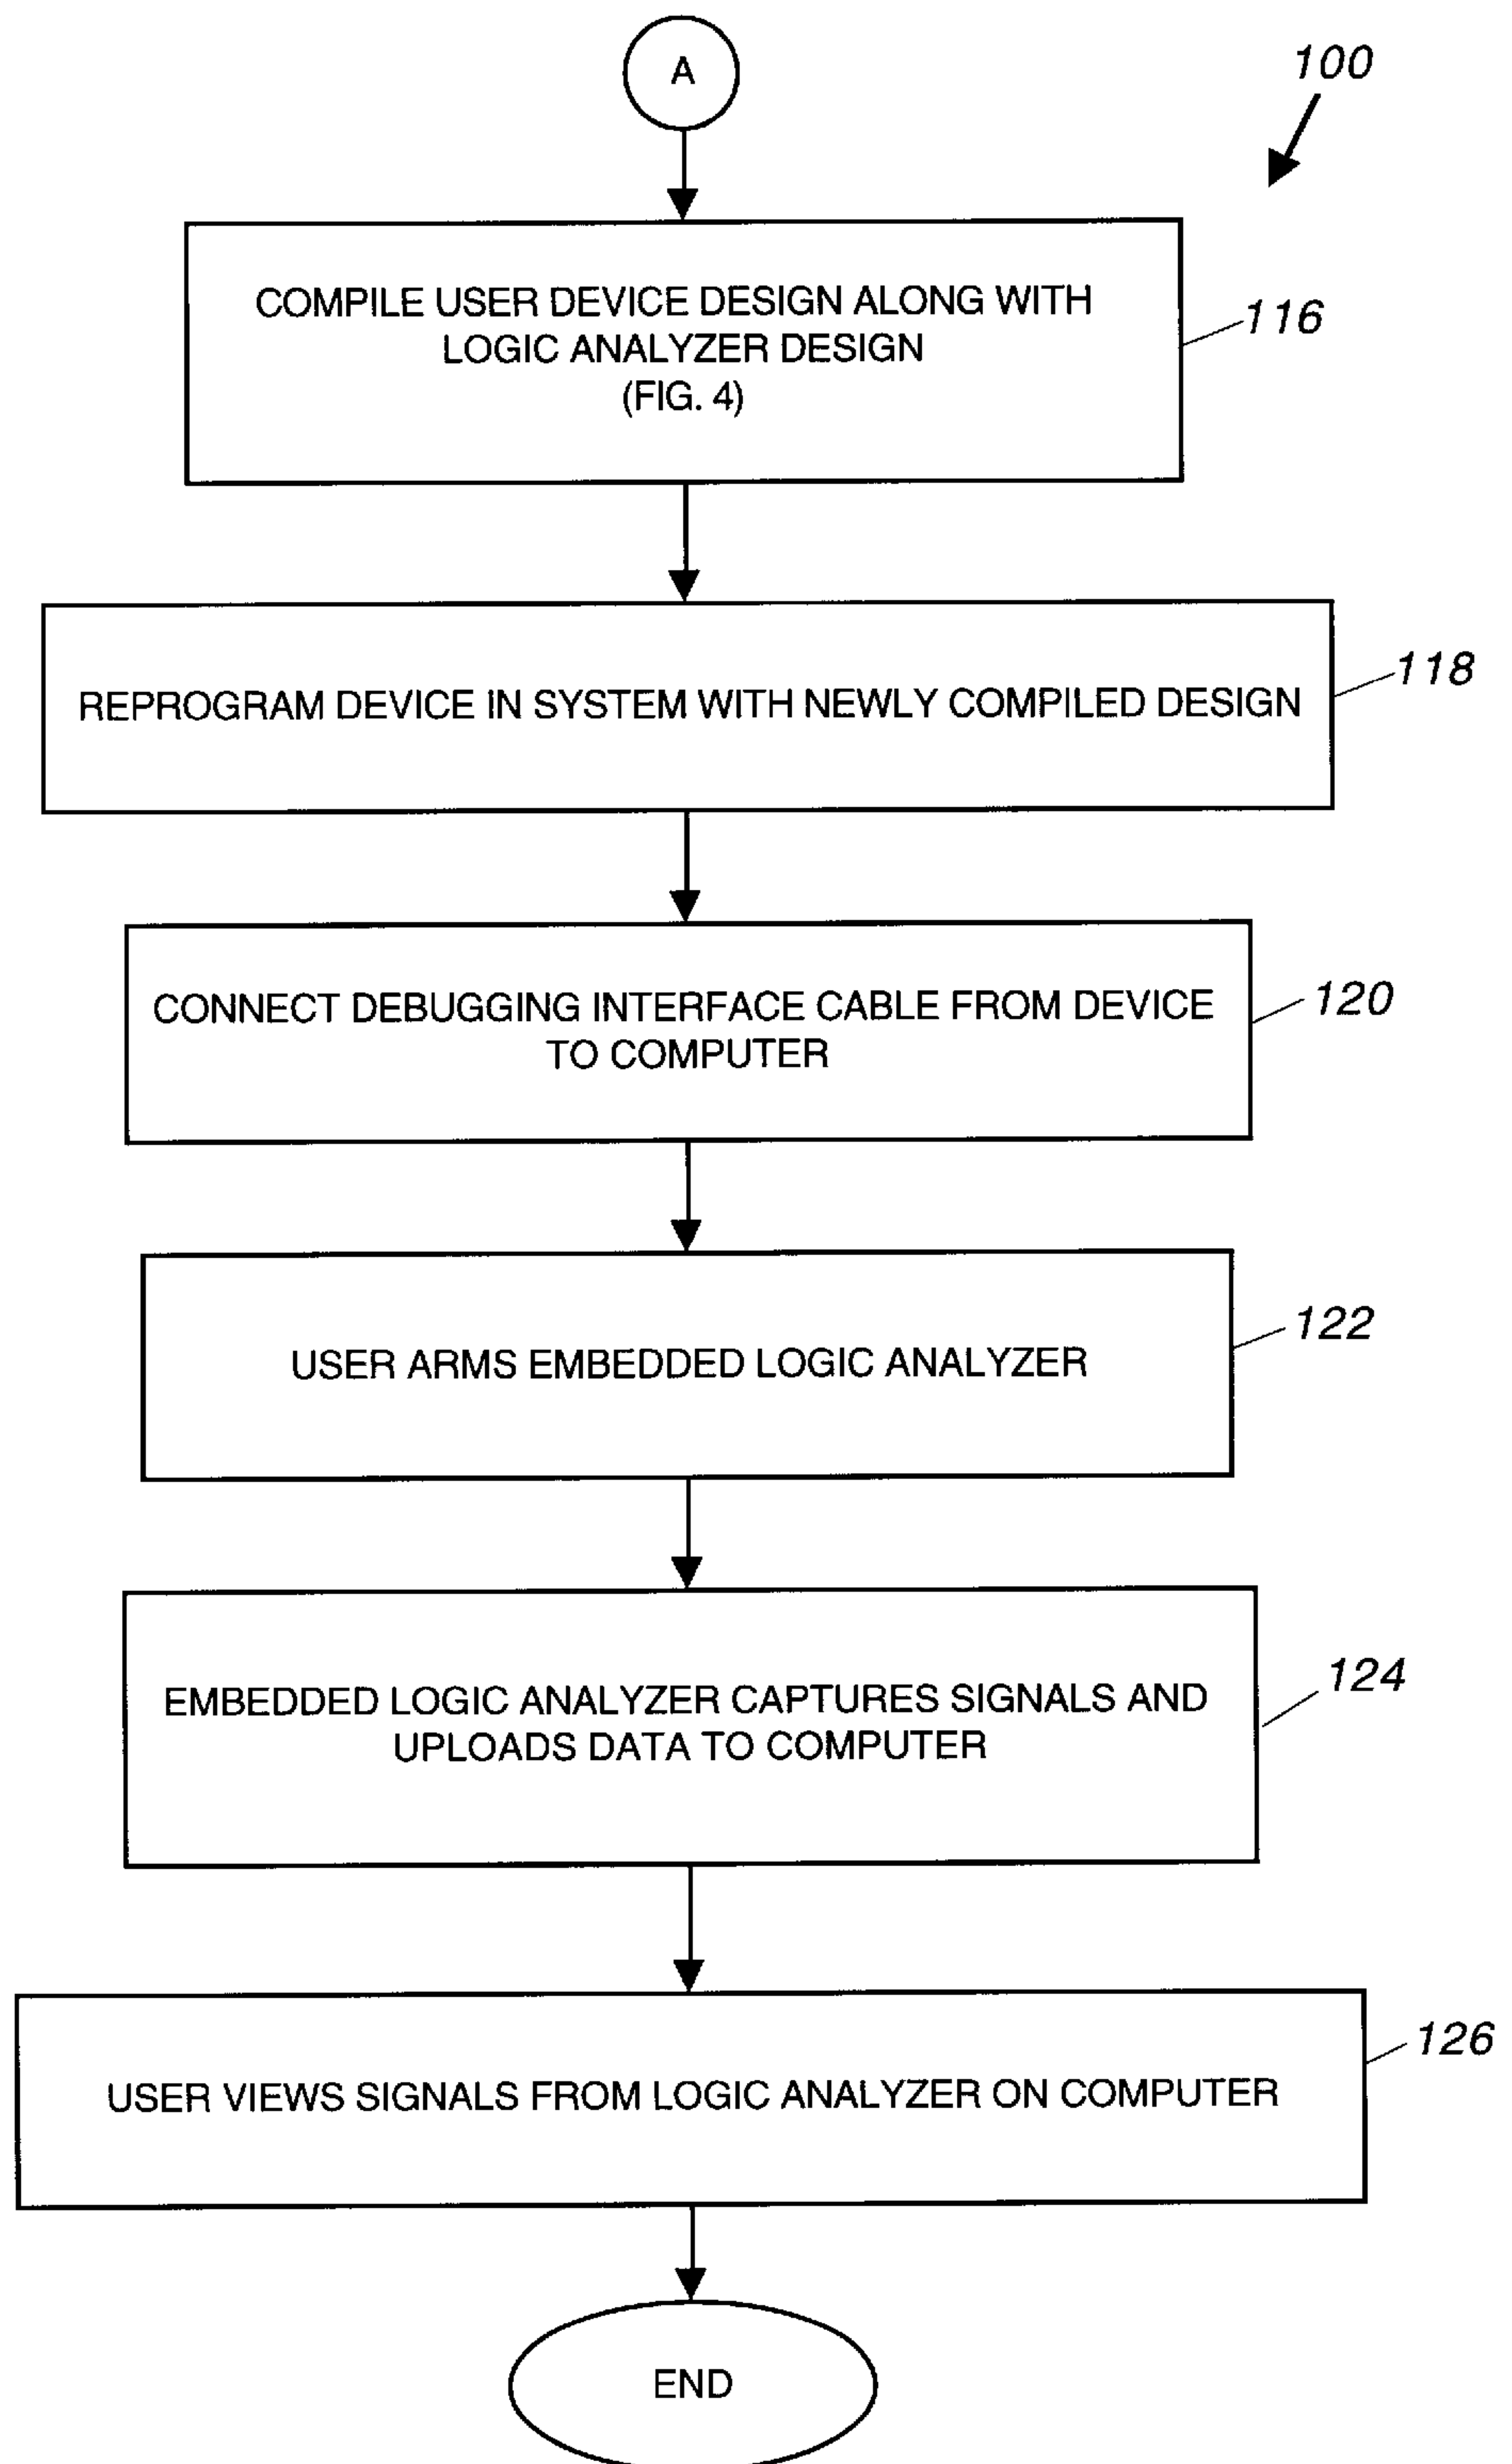 A
100
COMPILE USER DEVICE DESIGN ALONG WITH
LOGIC ANALYZER DESIGN
(FIG. 4)
116
REPROGRAM DEVICE IN SYSTEM WITH NEWLY COMPILED DESIGN
118
CONNECT DEBUGGING INTERFACE CABLE FROM DEVICE
TO COMPUTER
120
USER ARMS EMBEDDED LOGIC ANALYZER
122
EMBEDDED LOGIC ANALYZER CAPTURES SIGNALS AND
UPLOADS DATA TO COMPUTER
124
USER VIEWS SIGNALS FROM LOGIC ANALYZER ON COMPUTER
126
END